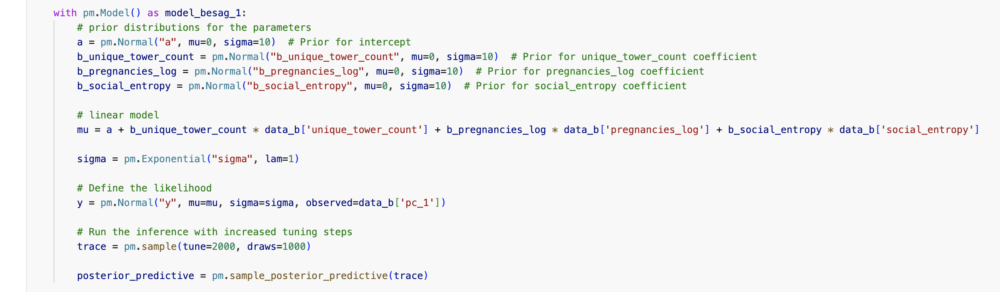 with pm.Model() as model_besag_1:
# prior distributions for the parameters
a = pm.Normal("a", mu=0, sigma=10)  # Prior for intercept
b_unique_tower_count = pm.Normal("b_unique_tower_count", mu=0, sigma=10)  # Prior for unique_tower_count coefficient
b_pregnancies_log = pm.Normal("b_pregnancies_log", mu=0, sigma=10)  # Prior for pregnancies_log coefficient
b_social_entropy = pm.Normal("b_social_entropy", mu=0, sigma=10)  # Prior for social_entropy coefficient
# linear model
mu = a + b_unique_tower_count * data_b['unique_tower_count'] + b_pregnancies_log * data_b['pregnancies_log'] + b_social_entropy * data_b['social_entropy']
sigma = pm.Exponential("sigma", lam=1)
# Define the likelihood
y = pm.Normal("y", mu=mu, sigma=sigma, observed=data_b['pc_1'])
# Run the inference with increased tuning steps
trace = pm.sample(tune=2000, draws=1000)
posterior_predictive = pm.sample_posterior_predictive(trace)